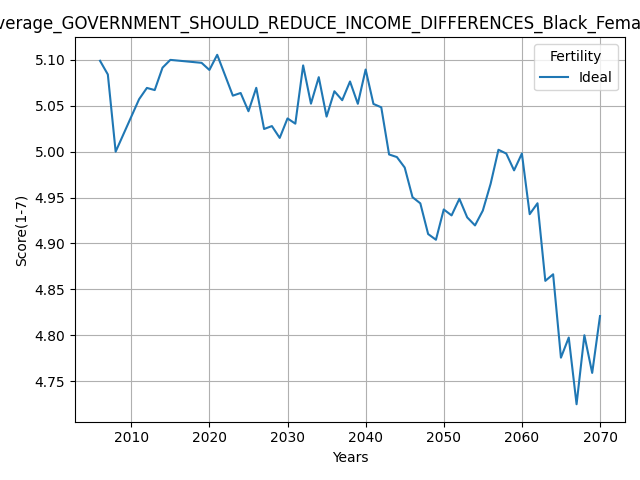 verage_GOVERNMENT_SHOULD_REDUCE_INCOME_DIFFERENCES_Black_Fema
Fertility
Ideal
Score(1-7)
5.10
5.05
5.00
4.95
4.90
4.85
4.80
4.75
2010 2020 2030 2040 2050 2060 2070
Years